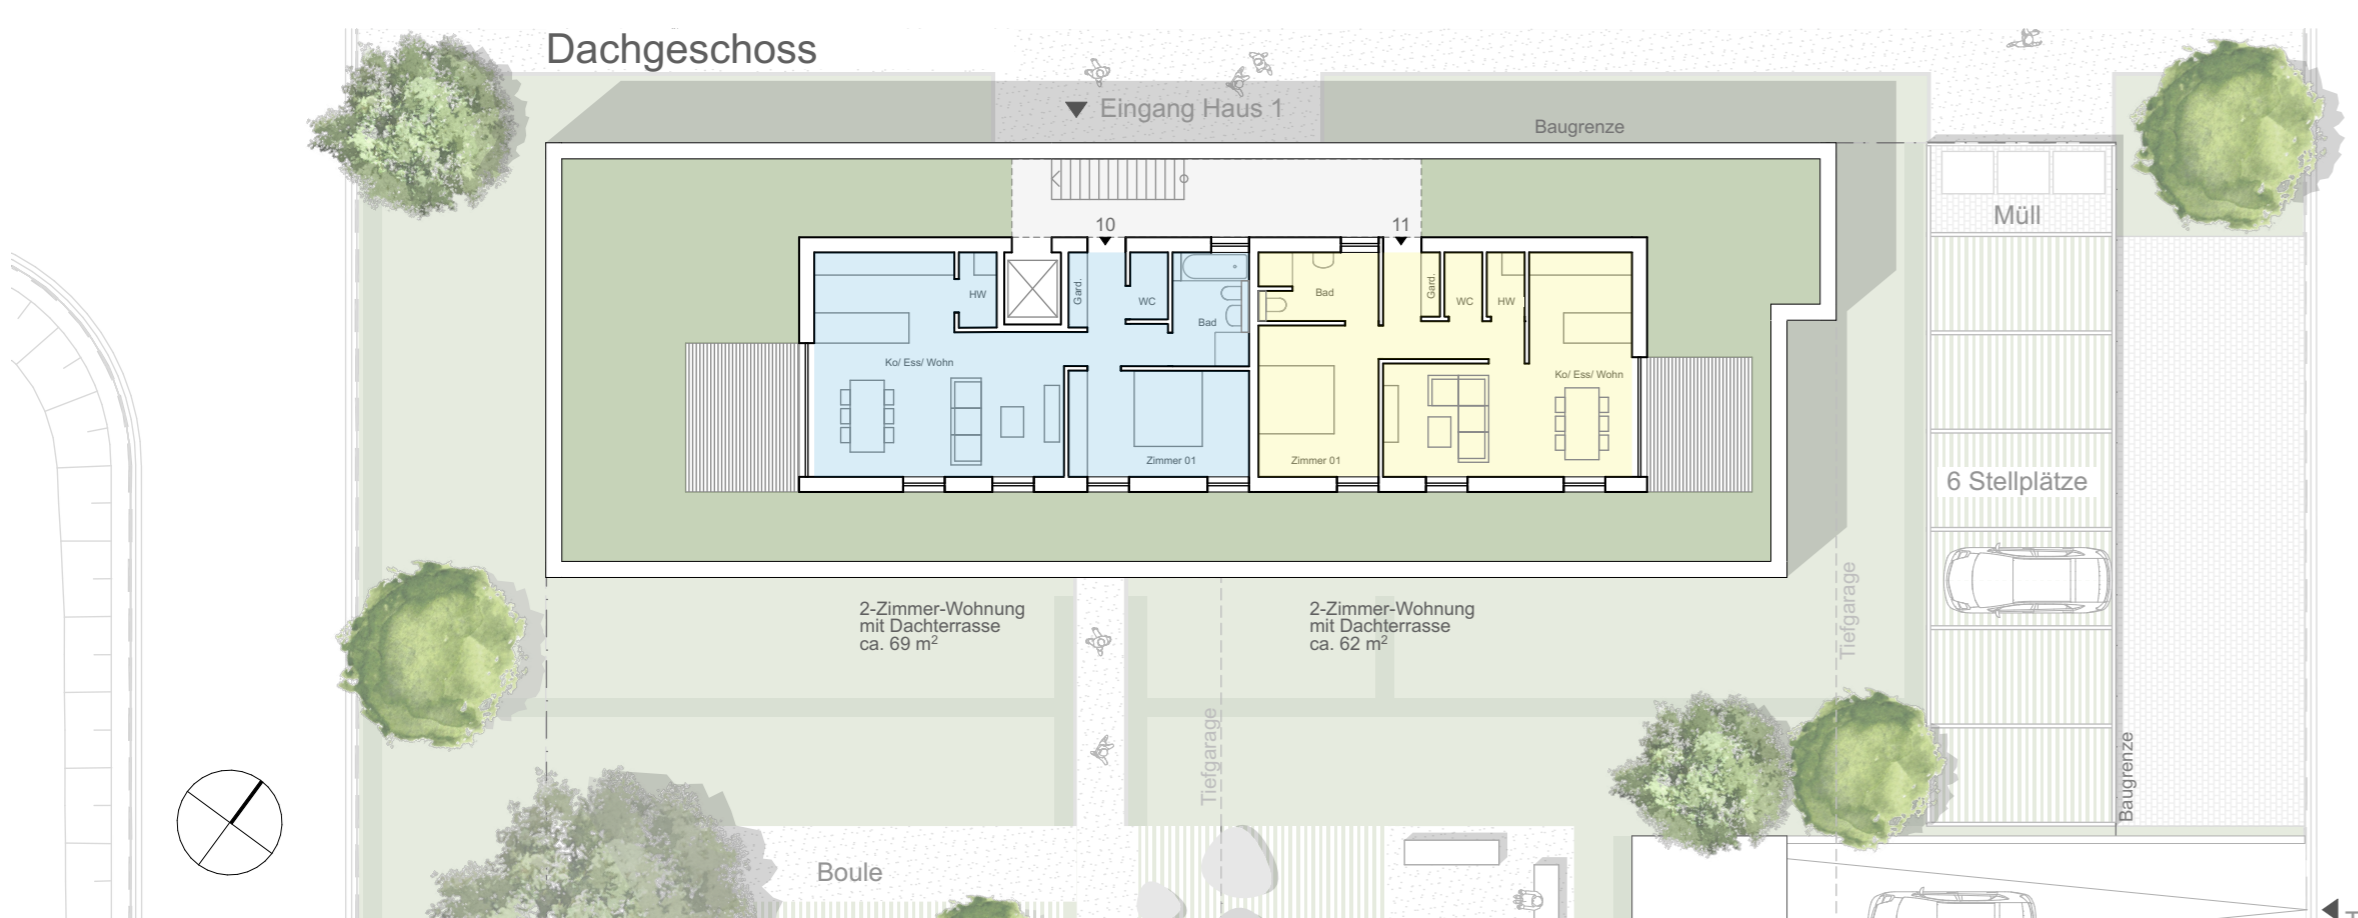 Dachgeschoss
Eingang Haus 1
Baugrenze
Müll
10
11
HW
Gard.
WC
Bad
Bad
Gard.
WC
HW
Ko/ Ess/ Wohn
Ko/ Ess/ Wohn
Zimmer 01
Zimmer 01
6 Stellplätze
2-Zimmer-Wohnung
mit Dachterrasse
ca. 69 m²
2-Zimmer-Wohnung
mit Dachterrasse
ca. 62 m²
Tiefgarage
Tiefgarage
Baugrenze
Boule